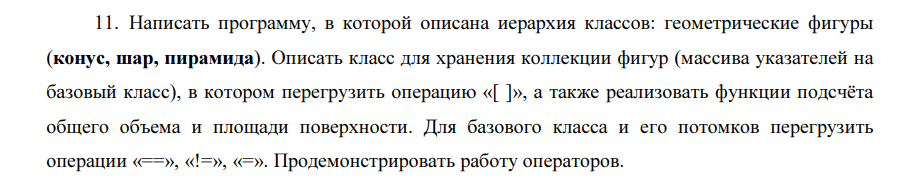 11. Написать программу, в которой описана иерархия классов: геометрические фигуры
(конус, шар, пирамида). Описать класс для хранения коллекции фигур (массива указателей на
базовый класс), в котором перегрузить операцию «[ ]», а также реализовать функции подсчёта
общего объема и площади поверхности. Для базового класса и его потомков перегрузить
операции «==», «!=», «=». Продемонстрировать работу операторов.